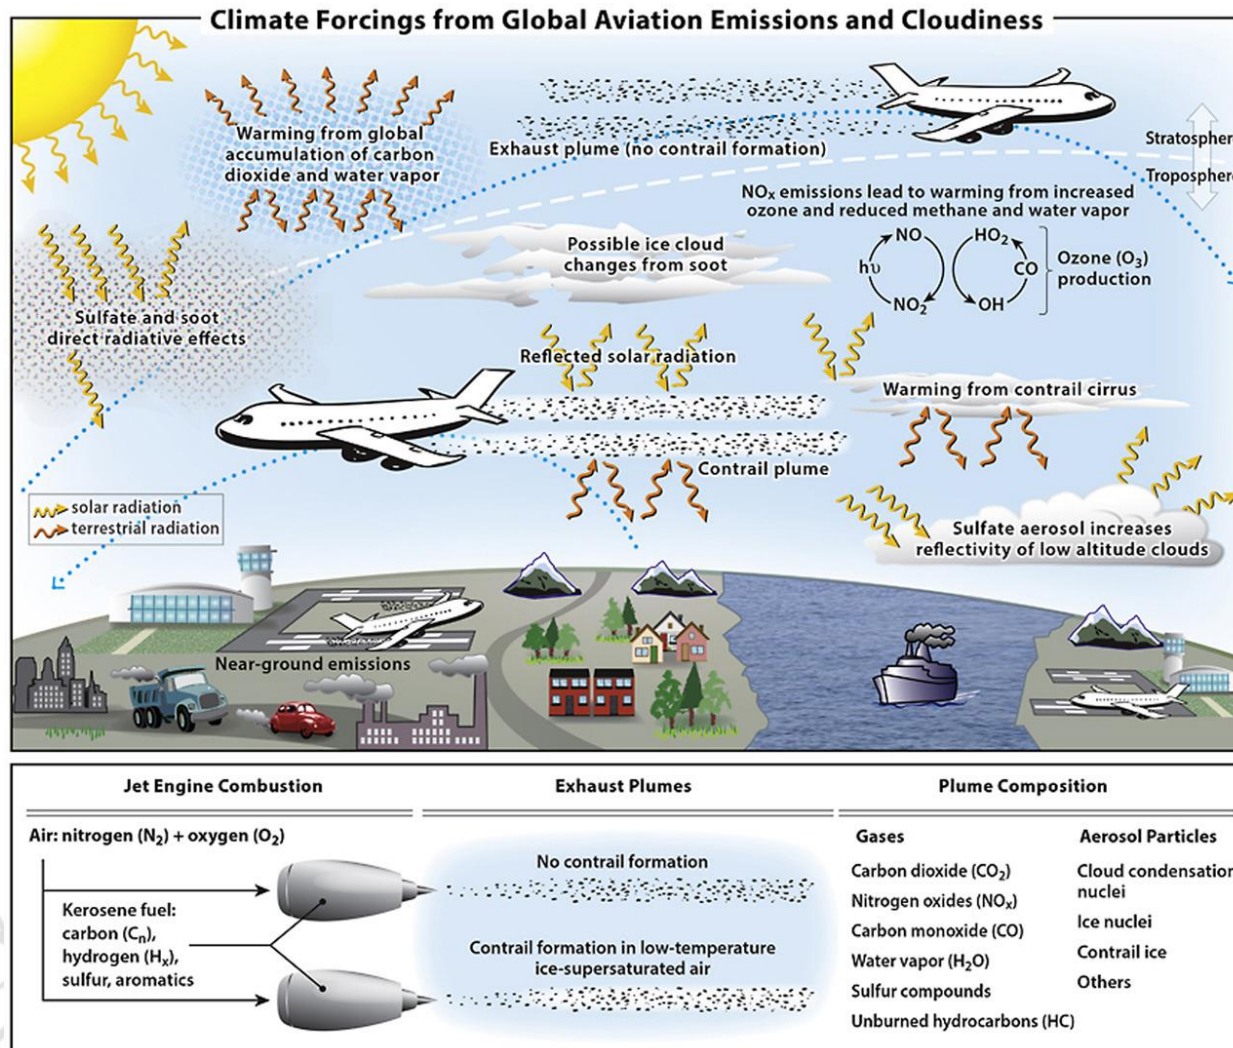 Climate Forcings from Global Aviation Emissions and Cloudiness
Warming from global
accumulation of carbon
dioxide and water vapor
Exhaust plume (no contrail formation)
Stratosphere
Troposphere
NOx emissions lead to warming from increased
ozone and reduced methane and water vapor
Possible ice cloud
changes from soot
NO
HO2
hυ
CO
NO2
OH
Ozone (O3)
production
Sulfate and soot
direct radiative effects
Reflected solar radiation
Warming from contrail cirrus
Contrail plume
solar radiation
terrestrial radiation
Sulfate aerosol increases
reflectivity of low altitude clouds
Near-ground emissions
Jet Engine Combustion
Air: nitrogen (N2) + oxygen (O2)
Kerosene fuel:
carbon (Cn),
hydrogen (Hx),
sulfur, aromatics
Exhaust Plumes
No contrail formation
Contrail formation in low-temperature
ice-supersaturated air
Plume Composition
Gases
Carbon dioxide (CO2)
Nitrogen oxides (NOx)
Carbon monoxide (CO)
Water vapor (H2O)
Sulfur compounds
Unburned hydrocarbons (HC)
Aerosol Particles
Cloud condensation
nuclei
Ice nuclei
Contrail ice
Others